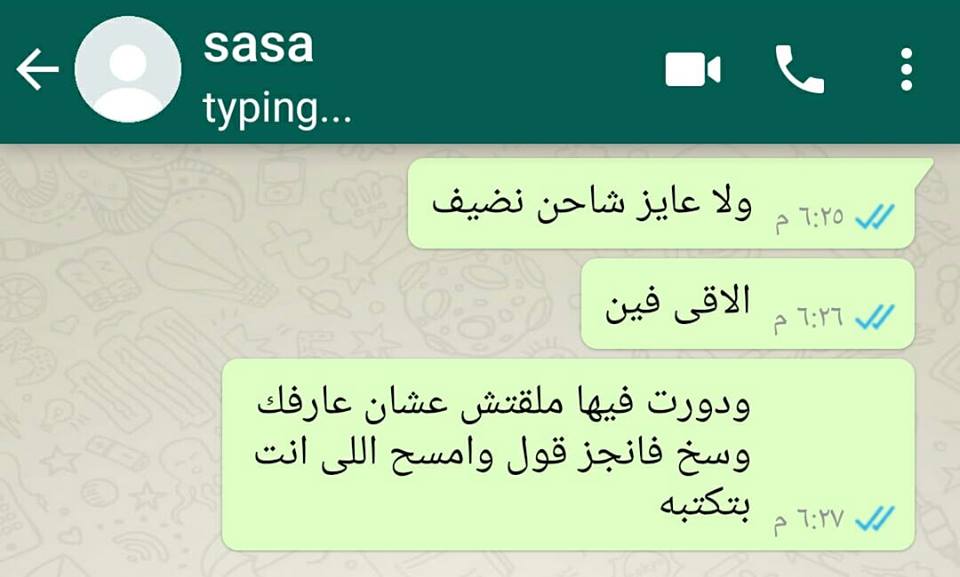 sasa
typing...
ولا عايز شاحن نضيف
٦:٢٥ م
الاقى فين
٦:٢٦ م
ودورت فيها ملقتش عشان عارفك
وسخ فانجز قول وامسح اللى انت
بتكتبه
٦:٢٧ م